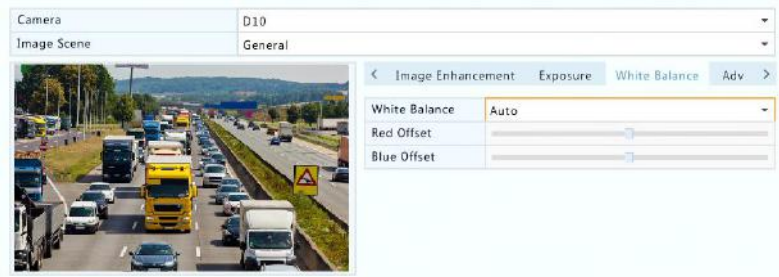 Camera D10
Image Scene General
< Image Enhancement Exposure White Balance Adv >
White Balance Auto
Red Offset
Blue Offset